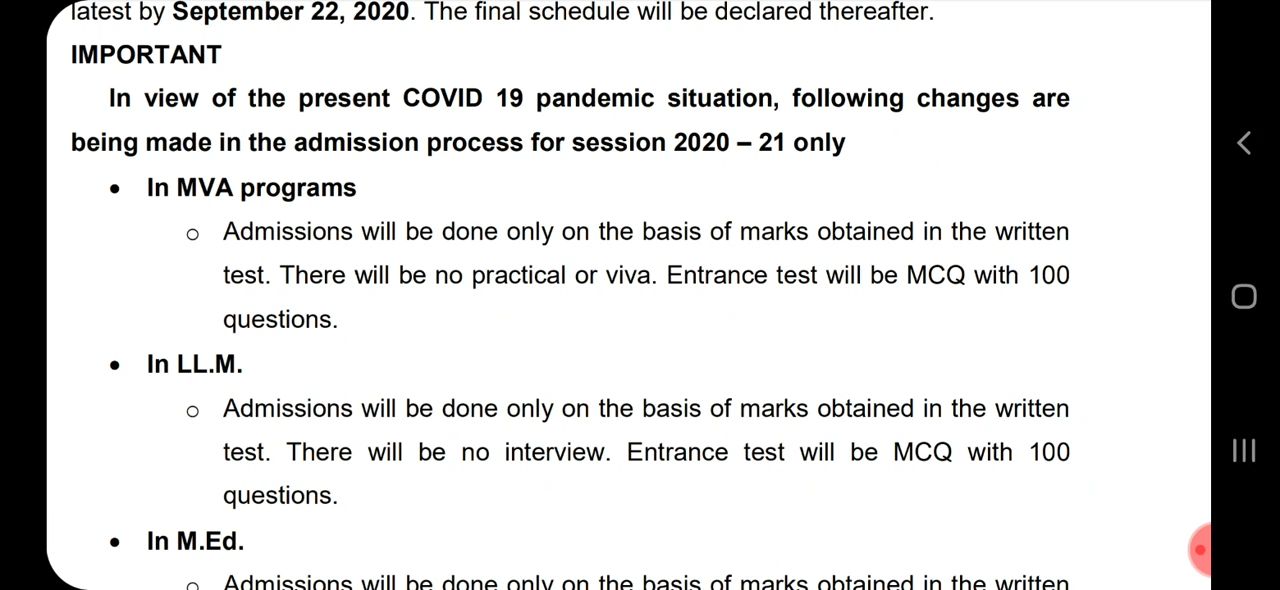 latest by September 22, 2020. The final schedule will be declared thereafter.
IMPORTANT
In view of the present COVID 19 pandemic situation, following changes are
being made in the admission process for session 2020 – 21 only
• In MVA programs
o Admissions will be done only on the basis of marks obtained in the written
test. There will be no practical or viva. Entrance test will be MCQ with 100
questions.
• In LL.M.
o Admissions will be done only on the basis of marks obtained in the written
test. There will be no interview. Entrance test will be MCQ with 100
questions.
• In M.Ed.
o Admissions will be done only on the basis of marks obtained in the written